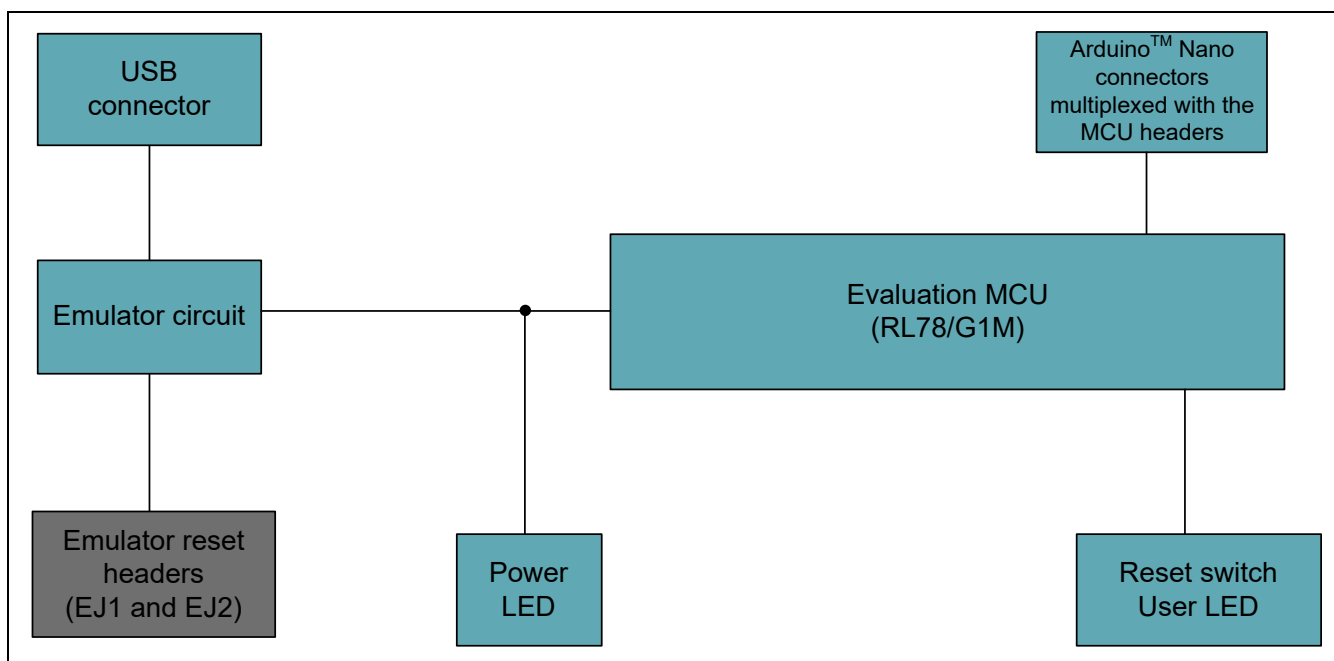 USB
connector
Arduino™ Nano
connectors
multiplexed with the
MCU headers
Emulator circuit
Evaluation MCU
(RL78/G1M)
Emulator reset
headers
(EJ1 and EJ2)
Power
LED
Reset switch
User LED